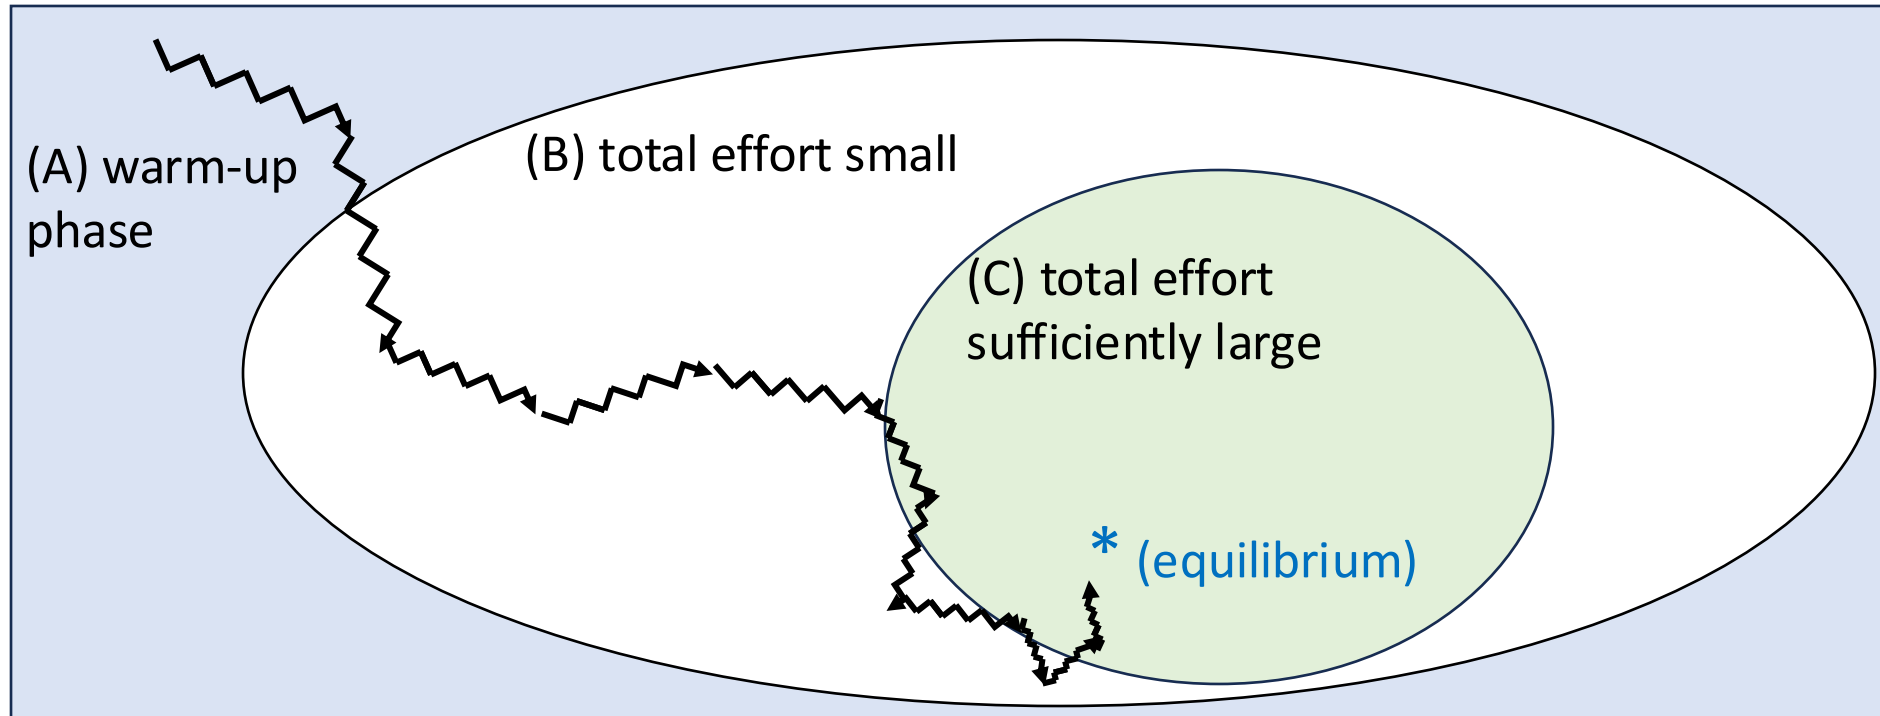 (A) warm-up
phase
(B) total effort small
(C) total effort
sufficiently large
* (equilibrium)